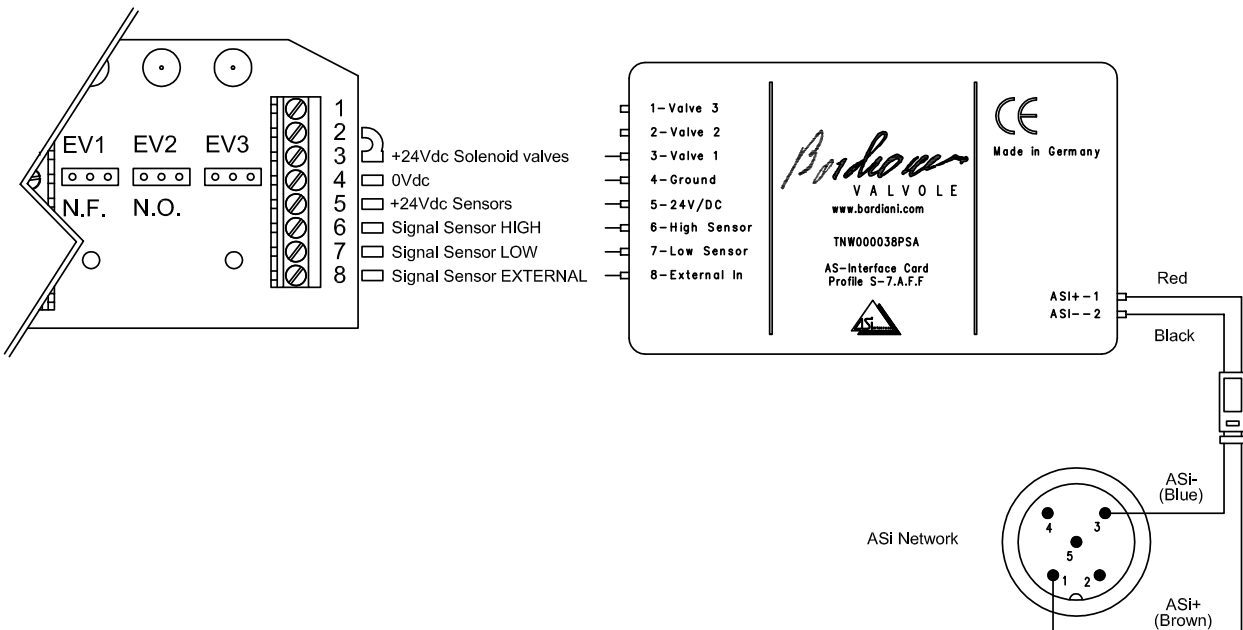 EV1 EV2 EV3
N.F. N.O.
1
2
3 +24Vdc Solenoid valves
4 0Vdc
5 +24Vdc Sensors
6 Signal Sensor HIGH
7 Signal Sensor LOW
8 Signal Sensor EXTERNAL
1-Valve 3
2-Valve 2
3-Valve 1
4-Ground
5-24V/DC
6-High Sensor
7-Low Sensor
8-External In
Bardiani
VALVOLE
www.bardiani.com
TNW000038PSA
AS-Interface Card
Profile S-7.A.F.F
ASi
CE
Made in Germany
ASI+-1
ASI--2
Red
Black
ASi Network
4
3
5
1
2
ASi-
(Blue)
ASi+
(Brown)